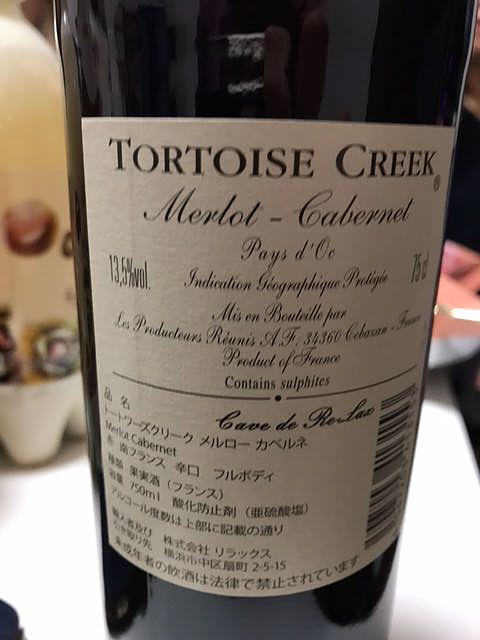 TORTOISE CREEK®
Merlot - Cabernet
Pays d'Oc
13,5%vol. Indication Géographique Protégée 75 cl
Mis en Bouteille par
Les Producteurs Réunis A.F. 34360 Cebazan - France
Product of France
Contains sulphites
Cave de ReLax
品 名
トートワーズクリーク メルロー カベルネ
Merlot Cabernet
赤 南フランス 辛口 フルボディ
種類 果実酒（フランス）
容量 750ml 酸化防止剤（亜硫酸塩）
アルコール度数は上部に記載の通り
輸入者及び 株式会社 リラックス
引き取り先 横浜市中区扇町 2-5-15
未成年者の飲酒は法律で禁止されています